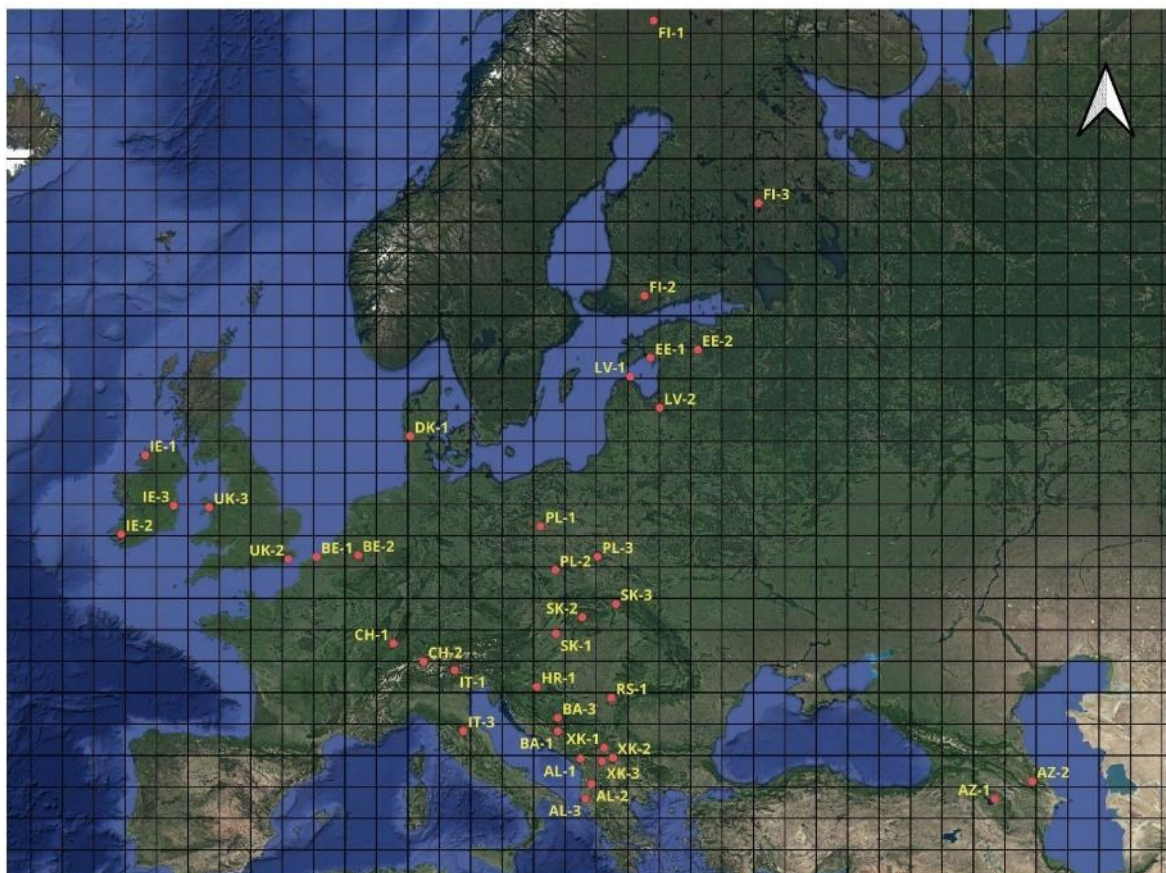 FI-1
FI-3
FI-2
EE-2
EE-1
LV-1
LV-2
DK-1
IE-1
IE-3
UK-3
PL-1
IE-2
UK-2
BE-1
BE-2
PL-3
PL-2
SK-3
SK-2
CH-1
SK-1
CH-2
IT-1
HR-1
RS-1
BA-3
IT-3
BA-1
XK-1
XK-2
AL-1
XK-3
AZ-2
AZ-1
AL-2
AL-3